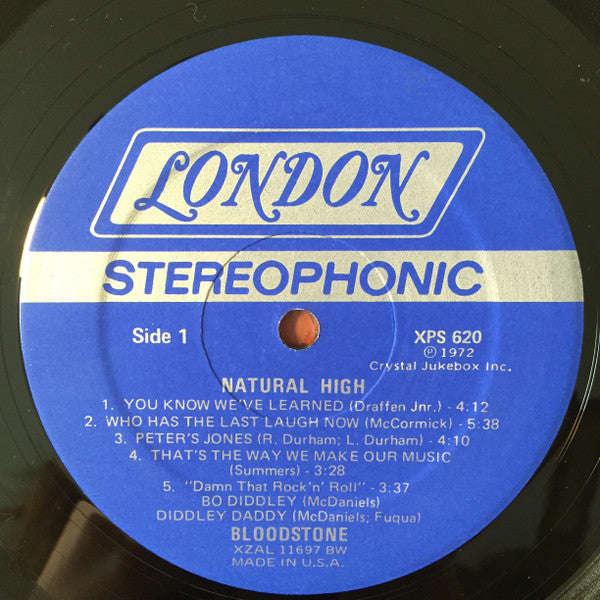 LONDON
STEREOPHONIC
Side 1
XPS 620
℗ 1972
Crystal Jukebox Inc.
NATURAL HIGH
1. YOU KNOW WE'VE LEARNED (Draffen Jnr.) - 4:12
2. WHO HAS THE LAST LAUGH NOW (McCormick) - 5:38
3. PETER'S JONES (R. Durham; L. Durham) - 4:10
4. THAT'S THE WAY WE MAKE OUR MUSIC
(Summers) - 3:28
5. "Damn That Rock'n' Roll" - 3:37
BO DIDDLEY (McDaniels)
DIDDLEY DADDY (McDaniels; Fuqua)
BLOODSTONE
XZAL 11697 BW
MADE IN U.S.A.